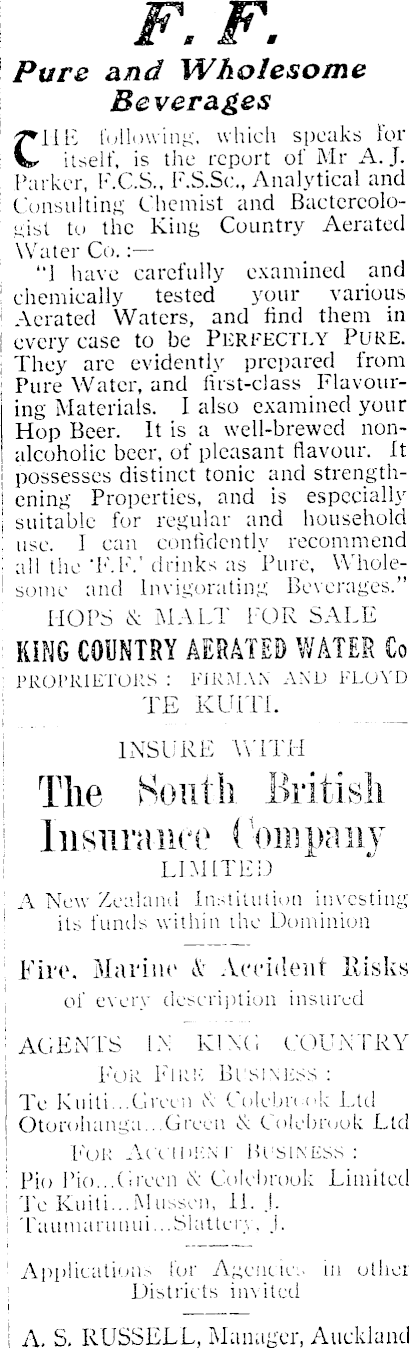 F. F.
Pure and Wholesome
Beverages
THE following, which speaks for
itself, is the report of Mr A. J.
Parker, F.C.S., F.S.Sc., Analytical and
Consulting Chemist and Bactercolo-
gist to the King Country Aerated
Water Co. :—
"I have carefully examined and
chemically tested your various
Aerated Waters, and find them in
every case to be PERFECTLY PURE.
They are evidently prepared from
Pure Water, and first-class Flavour-
ing Materials. I also examined your
Hop Beer. It is a well-brewed non-
alcoholic beer, of pleasant flavour. It
possesses distinct tonic and strength-
ening Properties, and is especially
suitable for regular and household
use. I can confidently recommend
all the 'F.F.' drinks as Pure, Whole-
some and Invigorating Beverages."
HOPS & MALT FOR SALE
KING COUNTRY AERATED WATER Co
PROPRIETORS : FIRMAN AND FLOYD
TE KUITI.
INSURE WITH
The South British
Insurance Company
LIMITED
A New Zealand Institution investing
its funds within the Dominion
Fire, Marine & Accident Risks
of every description insured
AGENTS IN KING COUNTRY
FOR FIRE BUSINESS :
Te Kuiti...Green & Colebrook Ltd
Otorohanga...Green & Colebrook Ltd
FOR ACCIDENT BUSINESS :
Pio Pio...Green & Colebrook Limited
Te Kuiti...Mussen, H. J.
Taumarunui...Slattery, J.
Applications for Agencies in other
Districts invited
A. S. RUSSELL, Manager, Auckland